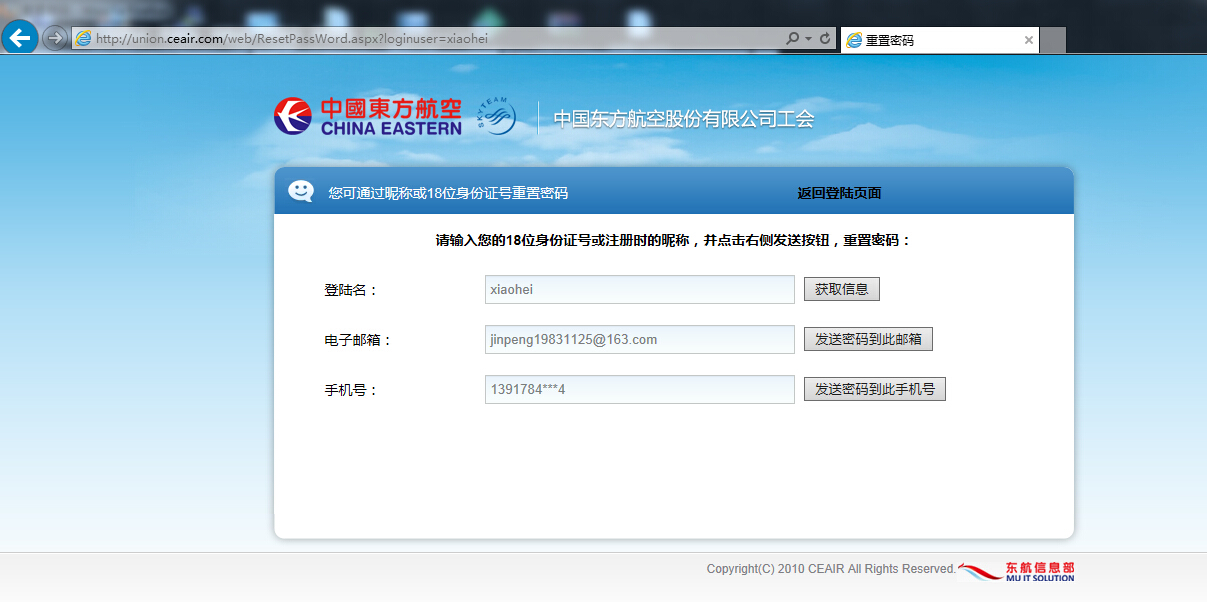 http://union.ceair.com/web/ResetPassWord.aspx?loginuser=xiaohei
重置密码
中國東方航空
CHINA EASTERN
SKYTEAM
中国东方航空股份有限公司工会
您可通过昵称或18位身份证号重置密码
返回登陆页面
请输入您的18位身份证号或注册时的昵称，并点击右侧发送按钮，重置密码：
登陆名： xiaohei 获取信息
电子邮箱： jinpeng19831125@163.com 发送密码到此邮箱
手机号： 1391784***4 发送密码到此手机号
Copyright(C) 2010 CEAIR All Rights Reserved.
东航信息部
MU IT SOLUTION